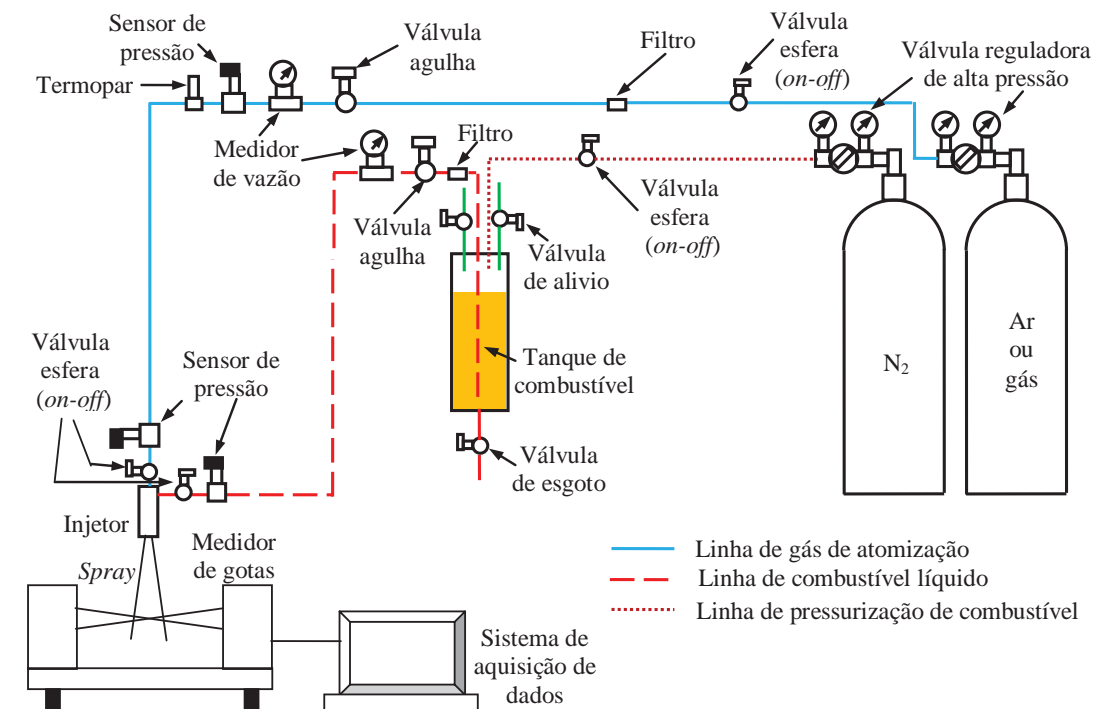 Sensor de
pressão
Termopar
Válvula
agulha
Medidor
de vazão
Filtro
Válvula
esfera
(on-off)
Válvula reguladora
de alta pressão
Filtro
Válvula
agulha
Válvula
esfera
(on-off)
Válvula
de alivio
Tanque de
combustível
Válvula
de esgoto
N₂
Ar
ou
gás
Válvula
esfera
(on-off)
Sensor de
pressão
Injetor
Spray
Medidor
de gotas
Sistema de
aquisição de
dados
Linha de gás de atomização
Linha de combustível líquido
Linha de pressurização de combustível